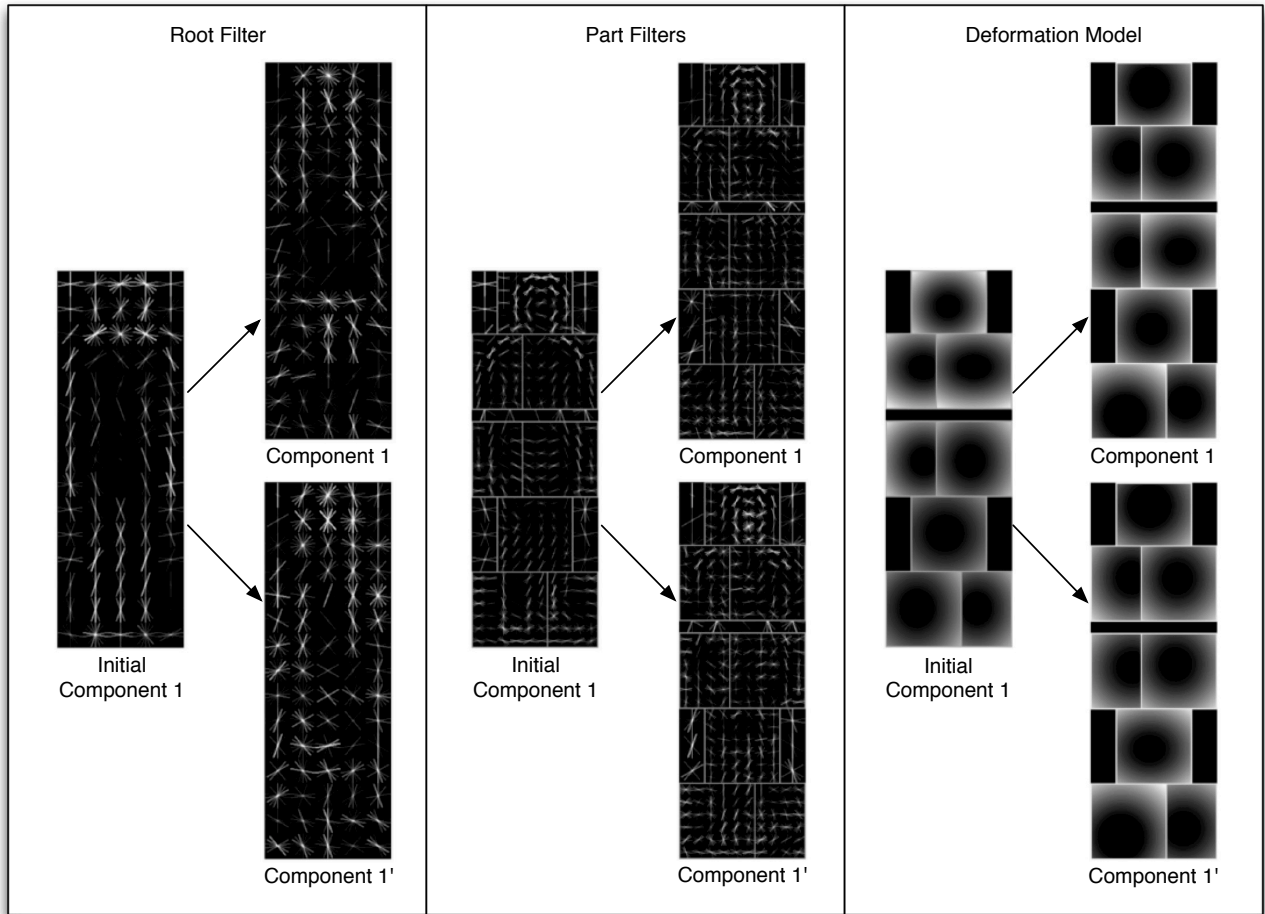 Root Filter
Part Filters
Deformation Model
Component 1
Component 1
Component 1
Initial
Component 1
Initial
Component 1
Initial
Component 1
Component 1'
Component 1'
Component 1'